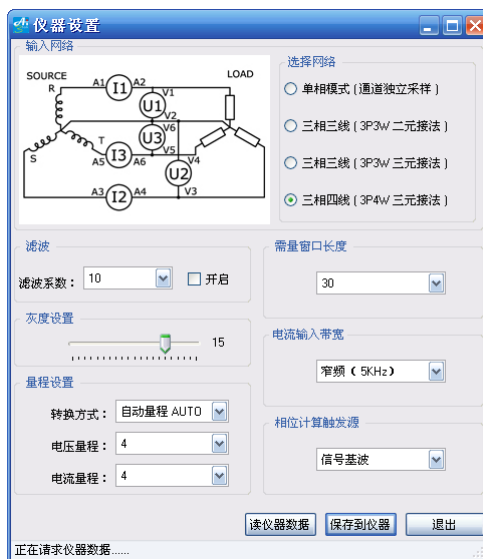 仪器设置
输入网络
SOURCE
R
S
T
LOAD
A1 I1 A2
V1
U1
V2
V6
U3
V5
A5 I3 A6
V4
U2
A3 I2 A4
V3
选择网络
单相模式(通道独立采样)
三相三线(3P3W 二元接法)
三相三线(3P3W 三元接法)
三相四线(3P4W 三元接法)
滤波
滤波系数: 10 开启
灰度设置
15
量程设置
转换方式: 自动量程 AUTO
电压量程: 4
电流量程: 4
需量窗口长度
30
电流输入带宽
窄频(5KHz)
相位计算触发源
信号基波
读仪器数据 保存到仪器 退出
正在请求仪器数据......